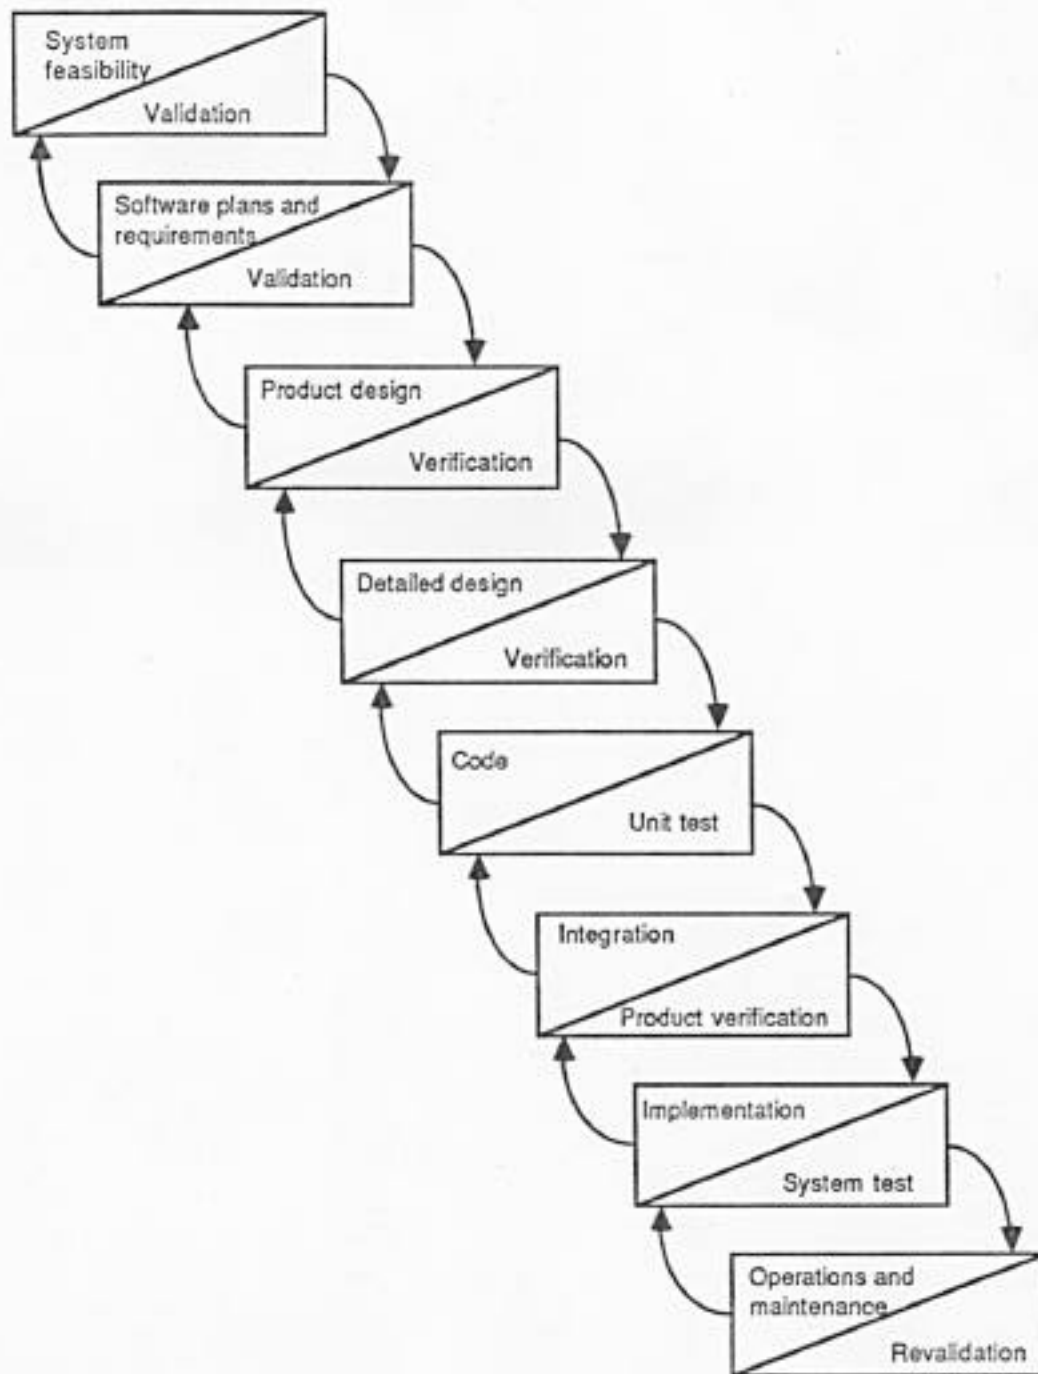 System
feasibility
Validation
Software plans and
requirements
Validation
Product design
Verification
Detailed design
Verification
Code
Unit test
Integration
Product verification
Implementation
System test
Operations and
maintenance
Revalidation